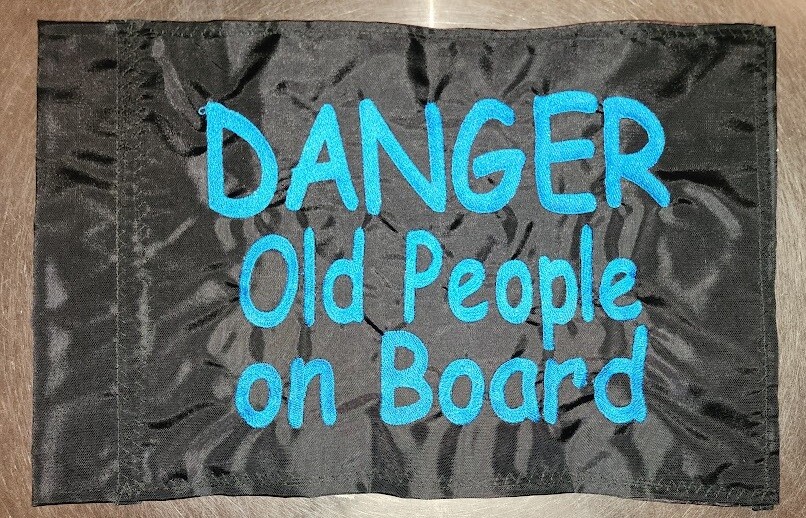 DANGER
Old People
on Board